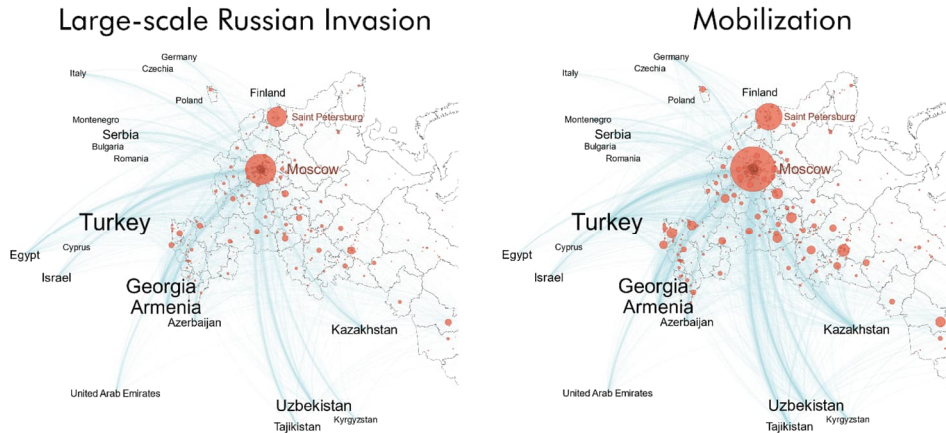 Large-scale Russian Invasion
Germany
Czechia
Italy
Finland
Poland
Saint Petersburg
Montenegro
Serbia
Bulgaria
Romania
Moscow
Turkey
Egypt
Cyprus
Israel
Georgia
Armenia
Azerbaijan
Kazakhstan
United Arab Emirates
Uzbekistan
Kyrgyzstan
Tajikistan
Mobilization
Germany
Czechia
Italy
Finland
Poland
Saint Petersburg
Montenegro
Serbia
Bulgaria
Romania
Moscow
Turkey
Egypt
Cyprus
Israel
Georgia
Armenia
Azerbaijan
Kazakhstan
United Arab Emirates
Uzbekistan
Kyrgyzstan
Tajikistan